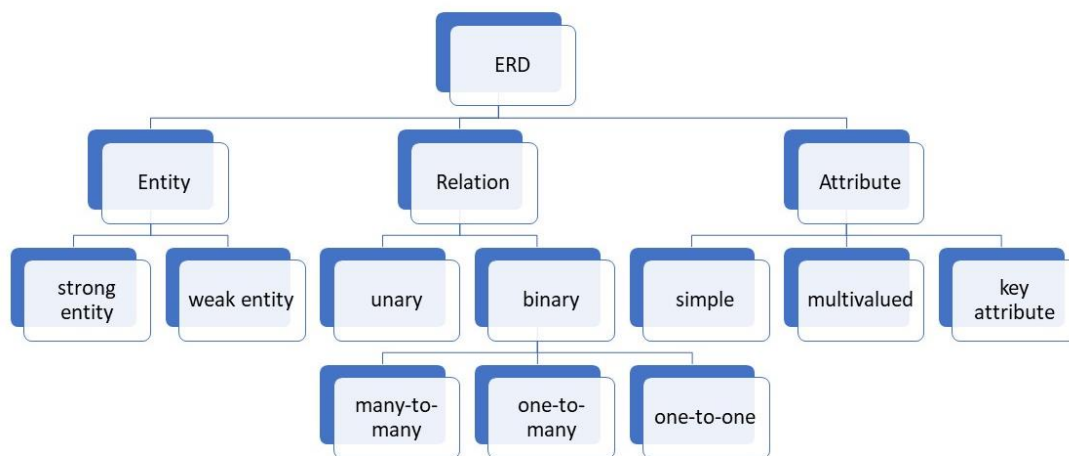 ERD
Entity
Relation
Attribute
strong
entity
weak entity
unary
binary
simple
multivalued
key
attribute
many-to-
many
one-to-
many
one-to-one